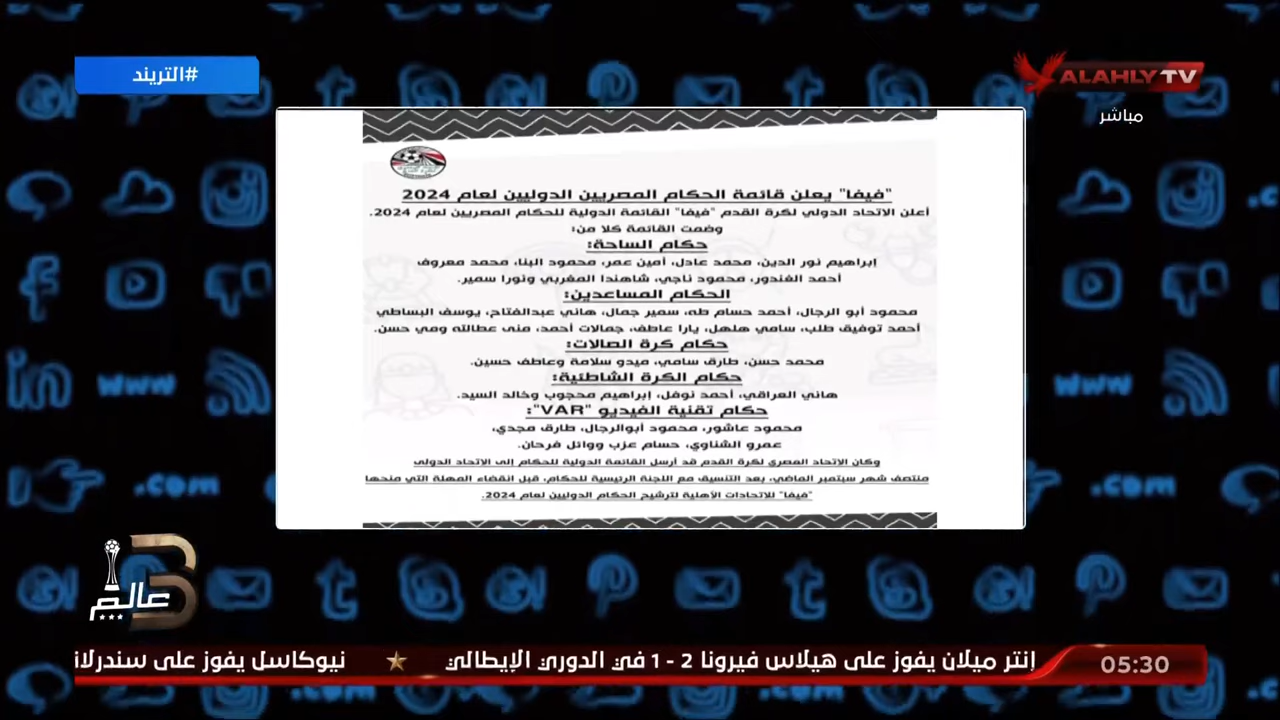 #التريند
ALAHLY TV
مباشر
"فيفا" يعلن قائمة الحكام المصريين الدوليين لعام 2024
أعلن الاتحاد الدولي لكرة القدم "فيفا" القائمة الدولية للحكام المصريين لعام 2024.
وضمت القائمة كلا من:
حكام الساحة:
إبراهيم نور الدين، محمد عادل، أمين عمر، محمود البنا، محمد معروف
أحمد الغندور، محمود ناجي، شاهندا المغربي ونورا سمير.
الحكام المساعدين:
محمود أبو الرجال، أحمد حسام طه، سمير جمال، هاني عبدالفتاح، يوسف البساطي
أحمد توفيق طلب، سامي هلهل، يارا عاطف، جمالات أحمد، منى عطالله ومي حسن.
حكام كرة الصالات:
محمد حسن، طارق سامي، ميدو سلامة وعاطف حسين.
حكام الكرة الشاطئية:
هاني العراقي، أحمد نوفل، إبراهيم محجوب وخالد السيد.
حكام تقنية الفيديو "VAR":
محمود عاشور، محمود أبوالرجال، طارق مجدي،
عمرو الشناوي، حسام عزب ووائل فرحان.
وكان الاتحاد المصري لكرة القدم قد أرسل القائمة الدولية للحكام إلى الاتحاد الدولى
منتصف شهر سبتمبر الماضي، بعد التنسيق مع اللجنة الرئيسية للحكام، قبل انقضاء المهلة التي منحها
"فيفا" للاتحادات الأهلية لترشيح الحكام الدوليين لعام 2024.
www
.com
www
.com
3
عالم
إنتر ميلان يفوز على هيلاس فيرونا 2 - 1 في الدوري الإيطالي ★ نيوكاسل يفوز على سندرلاند
05:30